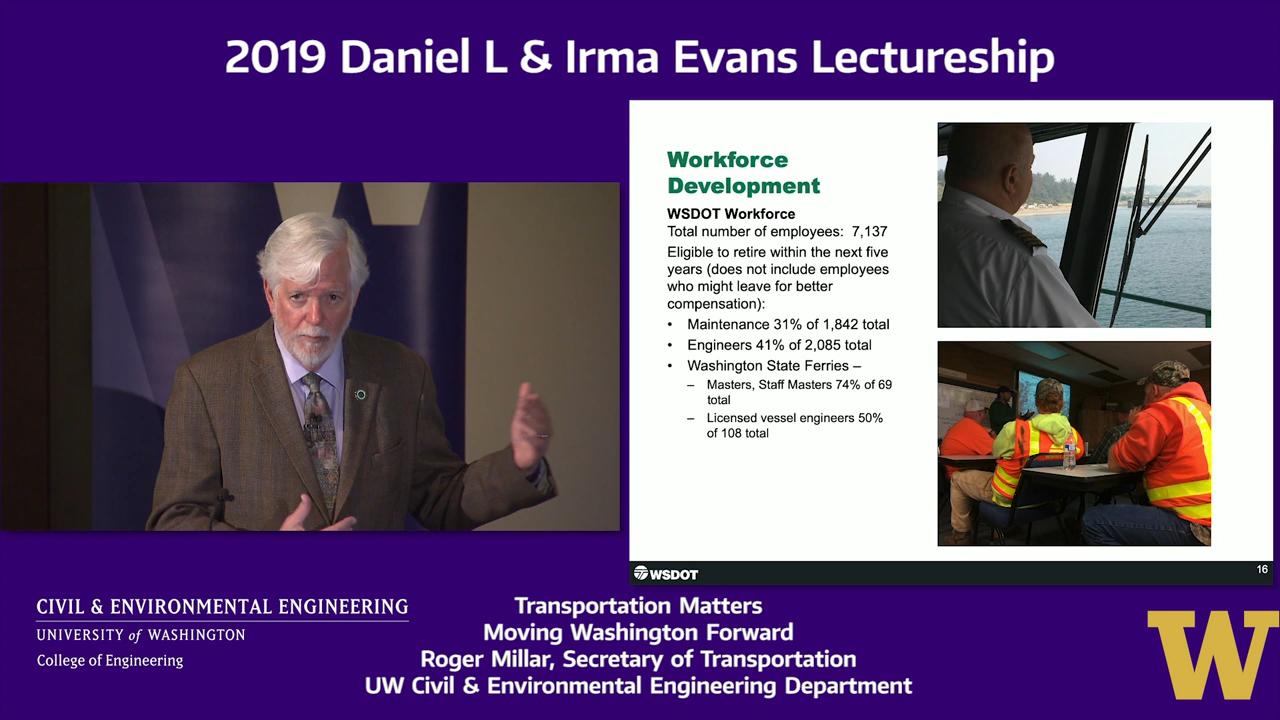 2019 Daniel L & Irma Evans Lectureship
Workforce
Development
WSDOT Workforce
Total number of employees: 7,137
Eligible to retire within the next five
years (does not include employees
who might leave for better
compensation):
• Maintenance 31% of 1,842 total
• Engineers 41% of 2,085 total
• Washington State Ferries –
– Masters, Staff Masters 74% of 69
total
– Licensed vessel engineers 50%
of 108 total
WSDOT
16
CIVIL & ENVIRONMENTAL ENGINEERING
UNIVERSITY of WASHINGTON
College of Engineering
Transportation Matters
Moving Washington Forward
Roger Millar, Secretary of Transportation
UW Civil & Environmental Engineering Department
W